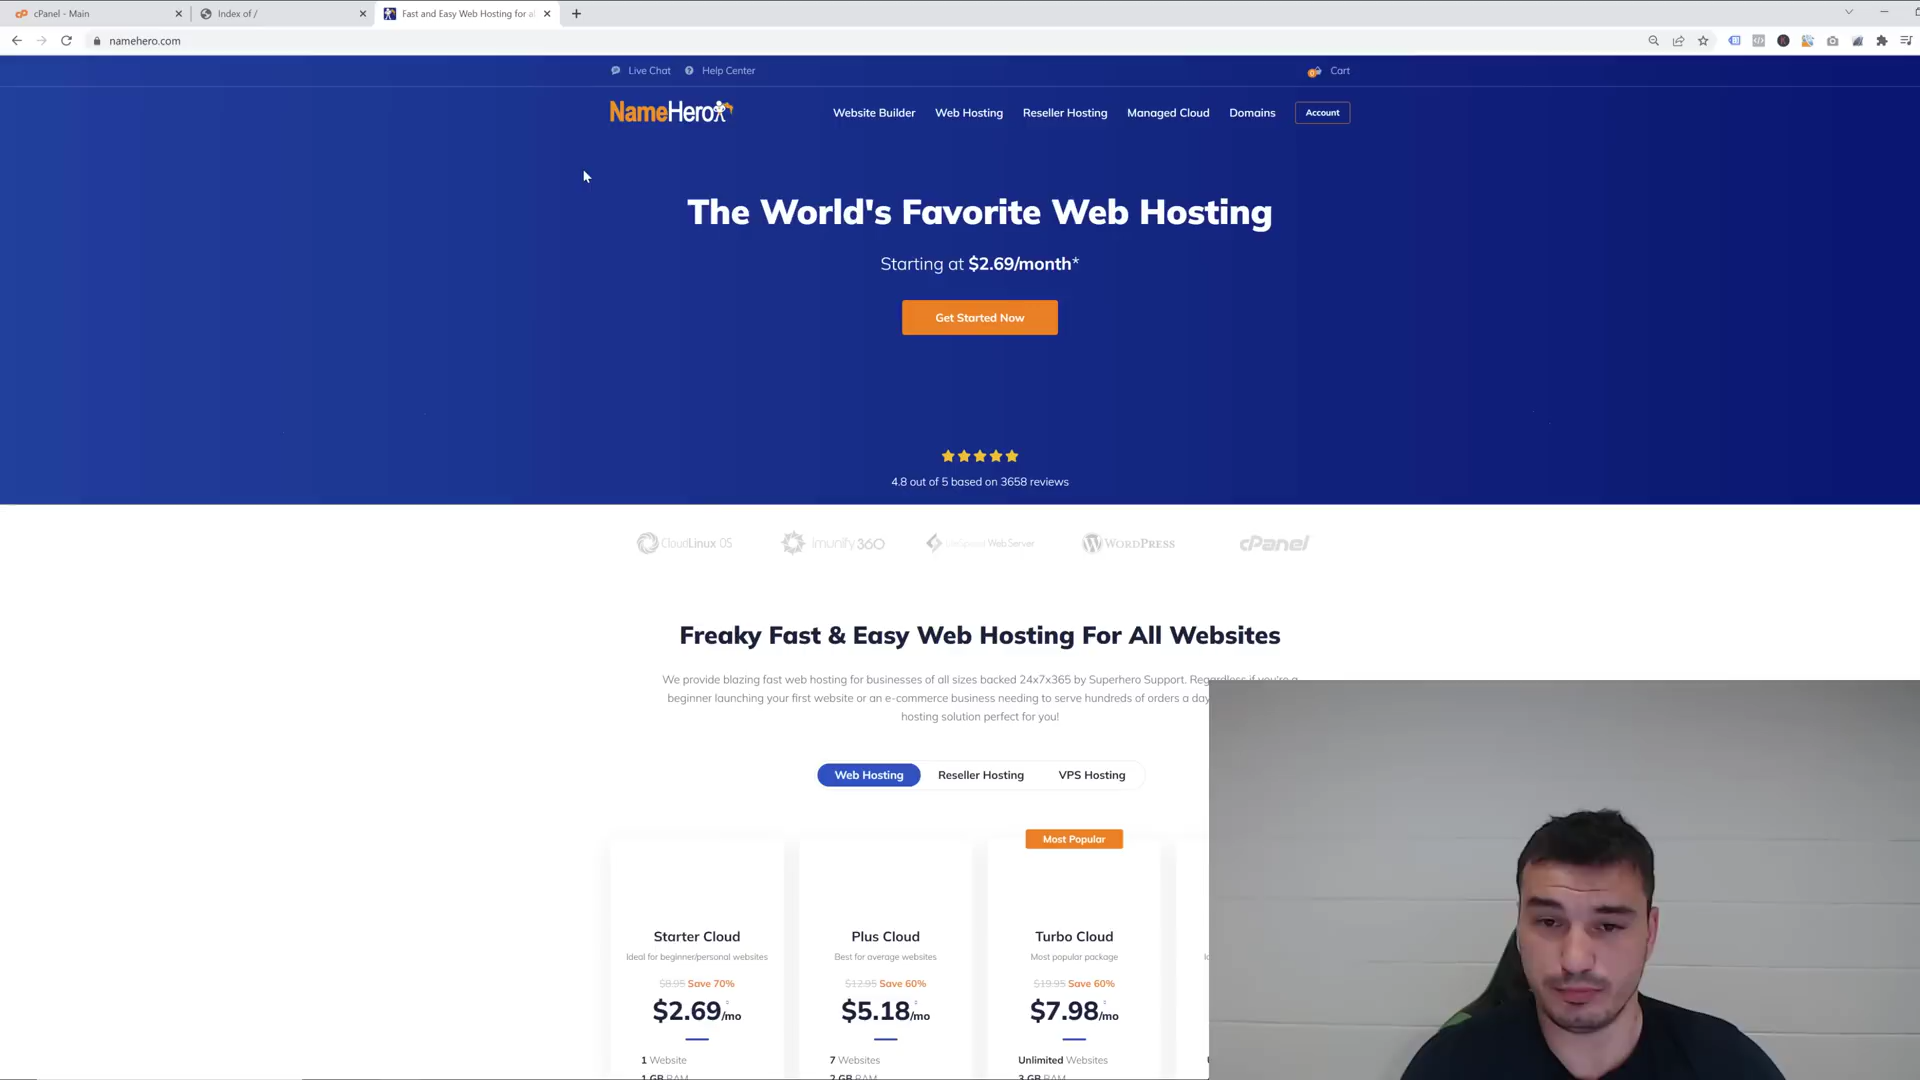 cPanel - Main
Index of /
Fast and Easy Web Hosting for a
namehero.com
Live Chat
Help Center
0
Cart
NameHero
Website Builder
Web Hosting
Reseller Hosting
Managed Cloud
Domains
Account
The World's Favorite Web Hosting
Starting at $2.69/month*
Get Started Now
4.8 out of 5 based on 3658 reviews
CloudLinux OS
imunify360
LiteSpeed Web Server
WORDPRESS
cPanel
Freaky Fast & Easy Web Hosting For All Websites
We provide blazing fast web hosting for businesses of all sizes backed 24x7x365 by Superhero Support. Regardless if you're a
beginner launching your first website or an e-commerce business needing to serve hundreds of orders a day
hosting solution perfect for you!
Web Hosting
Reseller Hosting
VPS Hosting
Most Popular
Starter Cloud
Ideal for beginner/personal websites
$8.95 Save 70%
$2.69/mo
1 Website
1 GB RAM
Plus Cloud
Best for average websites
$12.95 Save 60%
$5.18/mo
7 Websites
2 GB RAM
Turbo Cloud
Most popular package
$19.95 Save 60%
$7.98/mo
Unlimited Websites
3 GB RAM